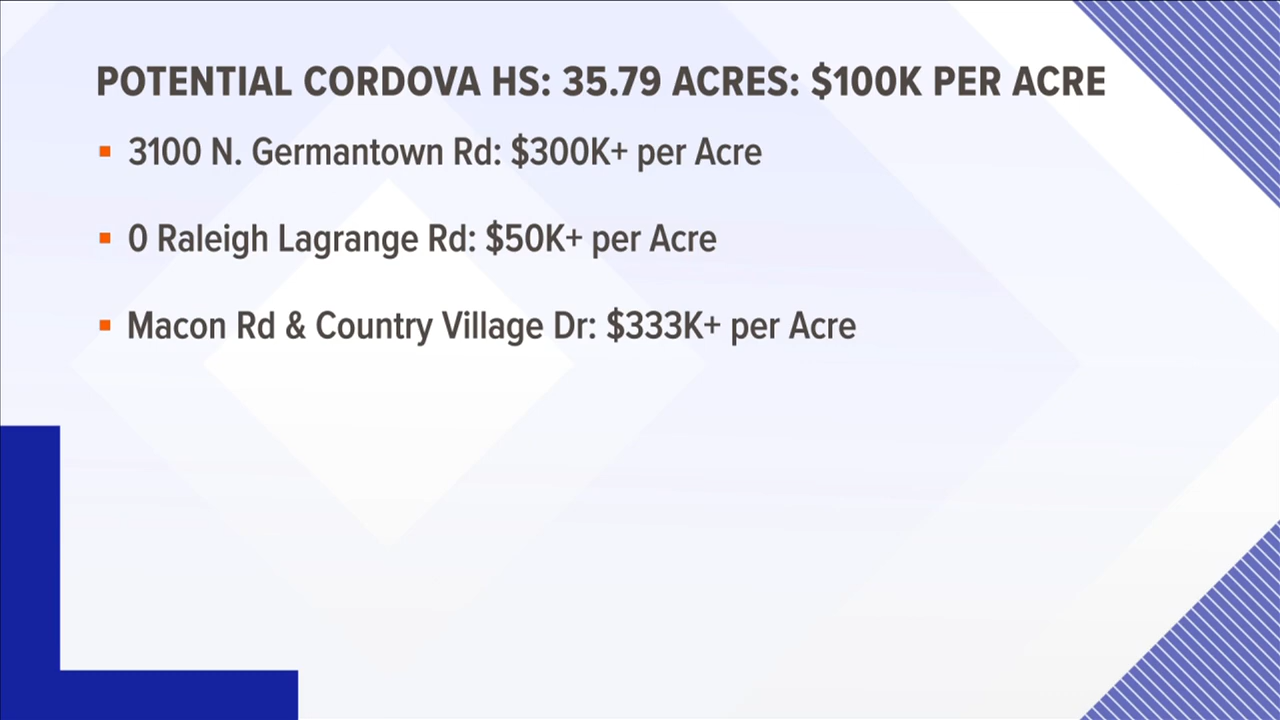 POTENTIAL CORDOVA HS: 35.79 ACRES: $100K PER ACRE
▪ 3100 N. Germantown Rd: $300K+ per Acre
▪ 0 Raleigh Lagrange Rd: $50K+ per Acre
▪ Macon Rd & Country Village Dr: $333K+ per Acre